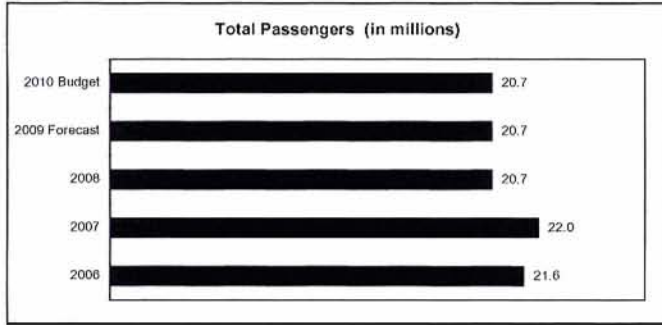 Total Passengers (in millions)
2010 Budget 20.7
2009 Forecast 20.7
2008 20.7
2007 22.0
2006 21.6